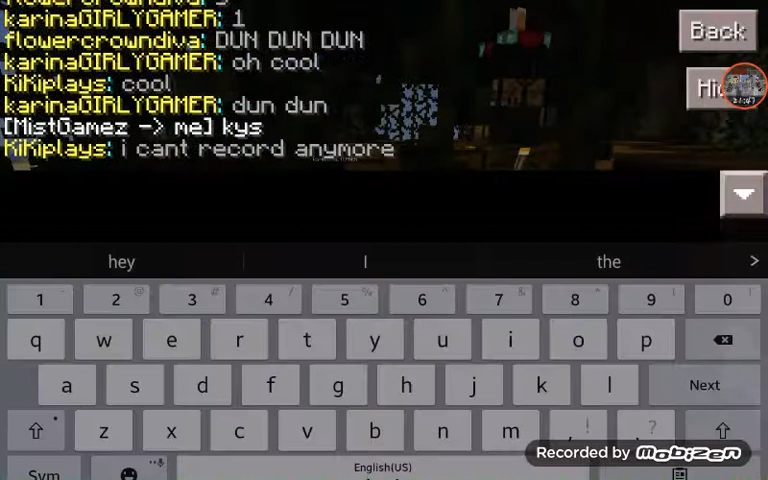 karinaGIRLYGAMER: 1
flowercrowndiva: DUN DUN DUN
karinaGIRLYGAMER: oh cool
KiKiplays: cool
karinaGIRLYGAMER: dun dun
[MistGamez -> me] kys
KiKiplays: i cant record anymore
Back
hey I the >
1 2 3 4 5 6 7 8 9 0
q w e r t y u i o p
a s d f g h j k l Next
z x c v b n m , ! . ?
Recorded by mobizen
Sym English(US)